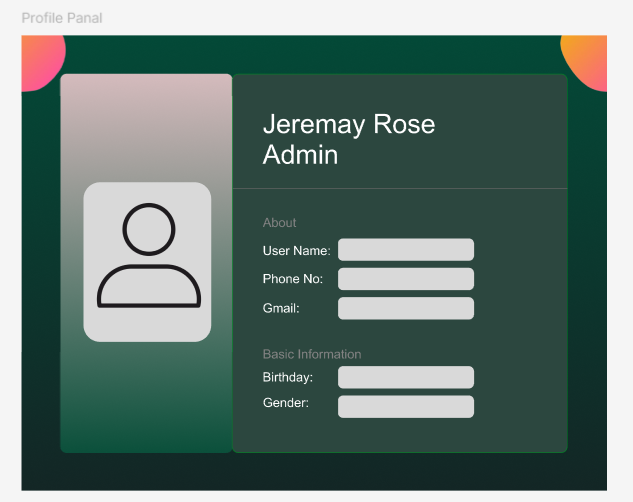 Profile Panal
Jeremay Rose
Admin
About
User Name:
Phone No:
Gmail:
Basic Information
Birthday:
Gender: